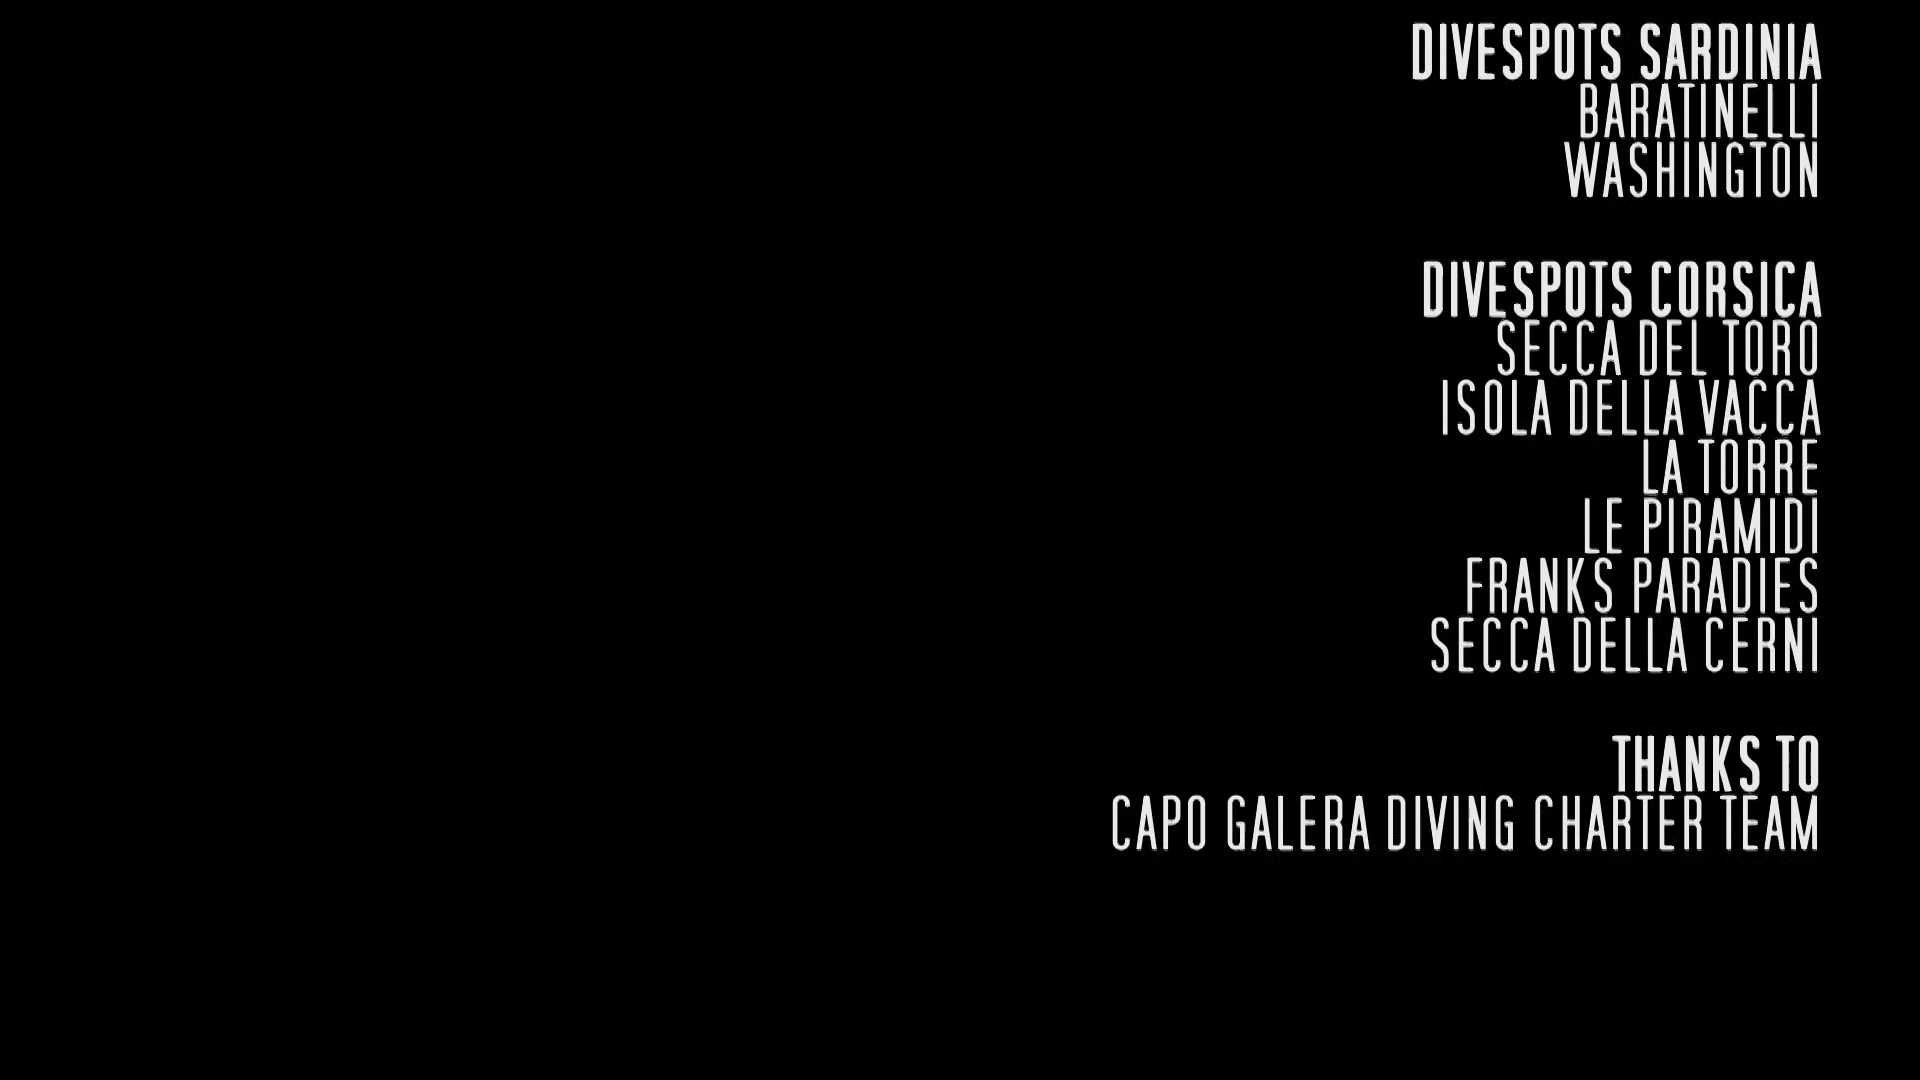 DIVESPOTS SARDINIA
BARATINELLI
WASHINGTON
DIVESPOTS CORSICA
SECCA DEL TORO
ISOLA DELLA VACCA
LA TORRE
LE PIRAMIDI
FRANKS PARADIES
SECCA DELLA CERNI
THANKS TO
CAPO GALERA DIVING CHARTER TEAM